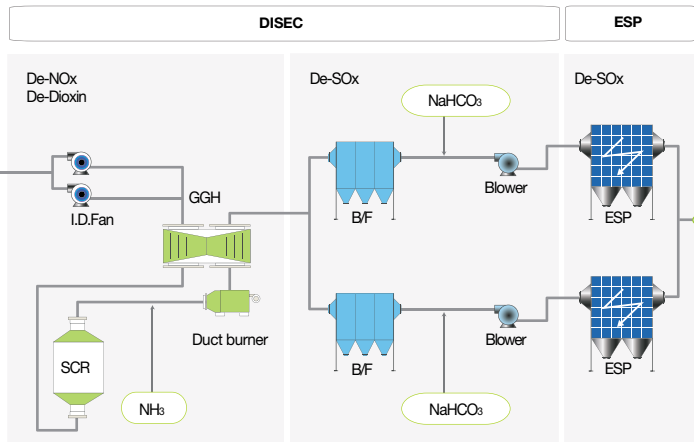 DISEC
ESP
De-NOx
De-Dioxin
De-SOx
De-SOx
NaHCO₃
I.D.Fan
GGH
B/F
Blower
ESP
Duct burner
SCR
NH₃
B/F
Blower
ESP
NaHCO₃